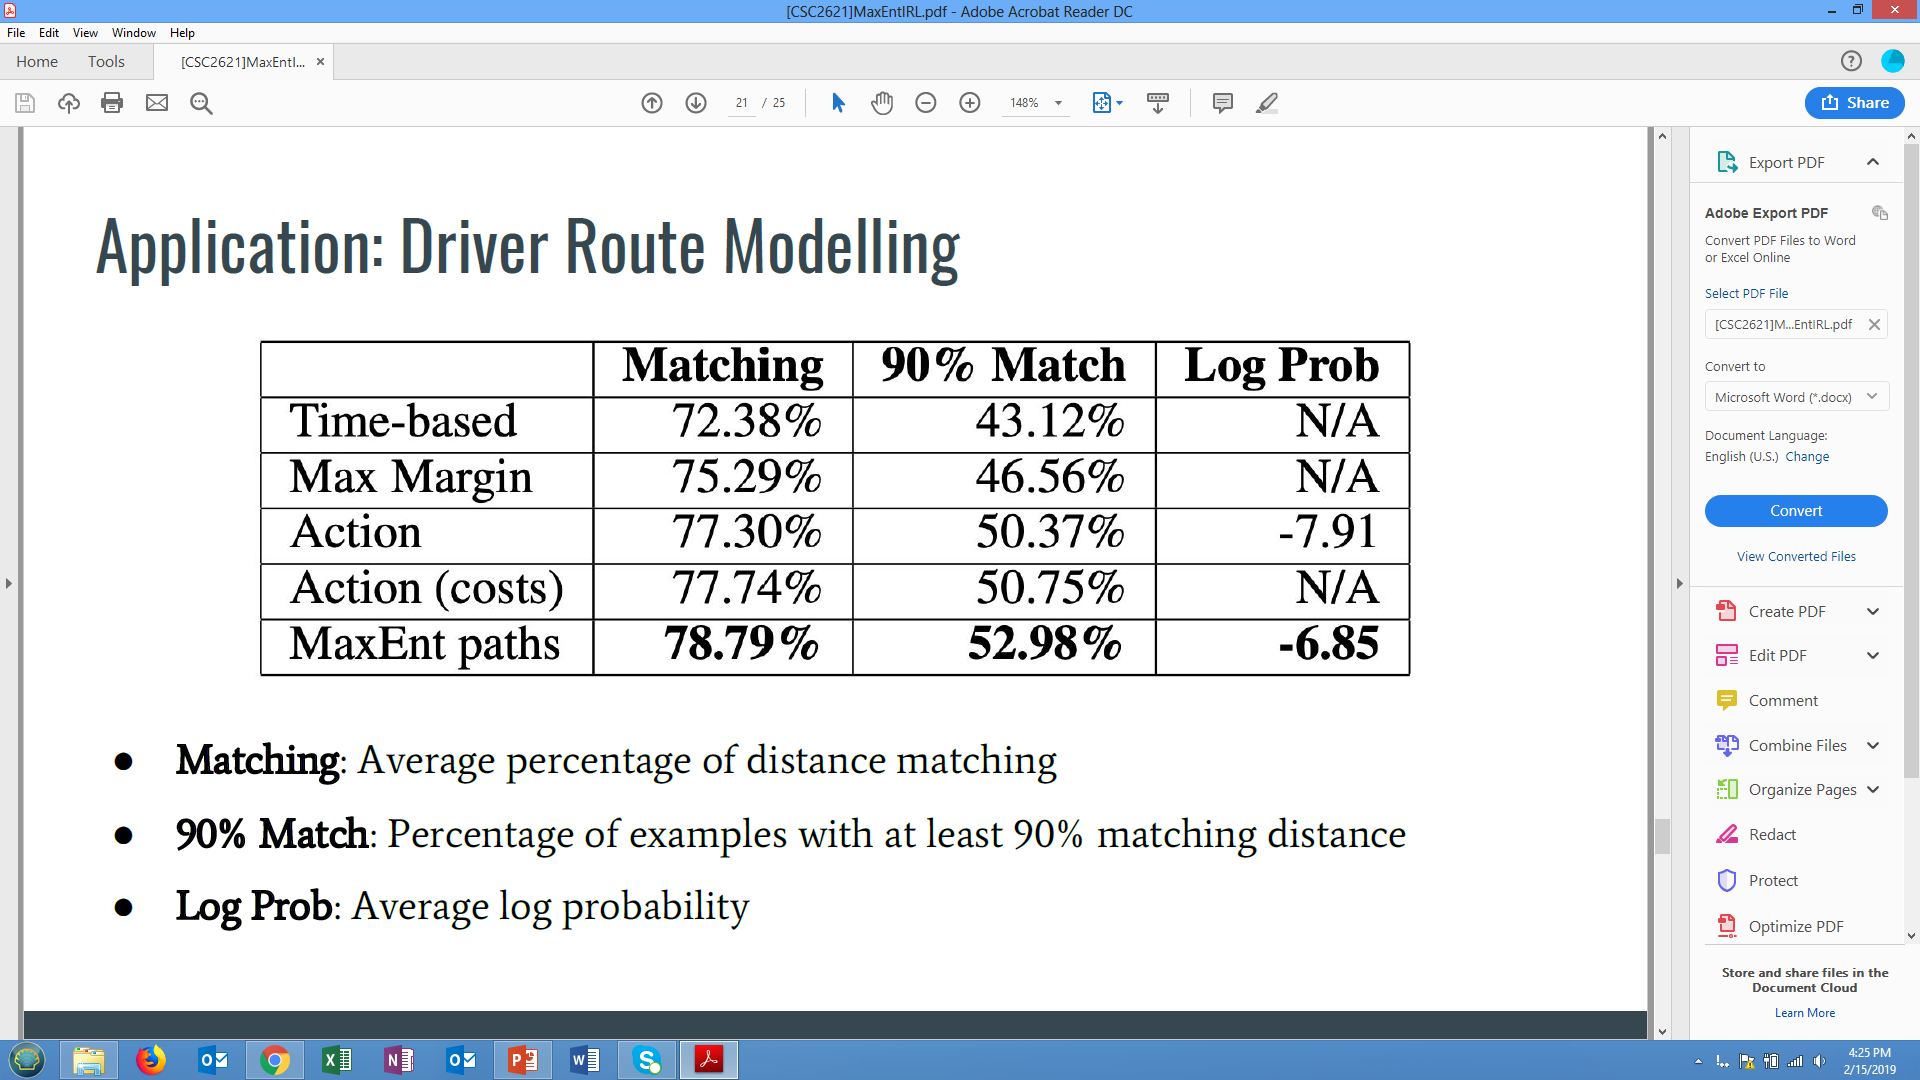 [CSC2621]MaxEntIRL.pdf - Adobe Acrobat Reader DC
File Edit View Window Help
Home Tools [CSC2621]MaxEntI... ×
21 / 25 148% Share
Application: Driver Route Modelling
Matching 90% Match Log Prob
Time-based 72.38% 43.12% N/A
Max Margin 75.29% 46.56% N/A
Action 77.30% 50.37% -7.91
Action (costs) 77.74% 50.75% N/A
MaxEnt paths 78.79% 52.98% -6.85
● Matching: Average percentage of distance matching
● 90% Match: Percentage of examples with at least 90% matching distance
● Log Prob: Average log probability
Export PDF
Adobe Export PDF
Convert PDF Files to Word
or Excel Online
Select PDF File
[CSC2621]M...EntIRL.pdf
Convert to
Microsoft Word (*.docx)
Document Language:
English (U.S.) Change
Convert
View Converted Files
Create PDF
Edit PDF
Comment
Combine Files
Organize Pages
Redact
Protect
Optimize PDF
Store and share files in the
Document Cloud
Learn More
4:25 PM
2/15/2019